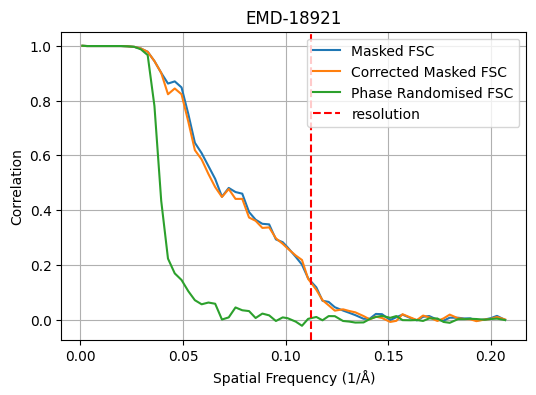 EMD-18921
Masked FSC
Corrected Masked FSC
Phase Randomised FSC
resolution
Correlation
1.0
0.8
0.6
0.4
0.2
0.0
0.00 0.05 0.10 0.15 0.20
Spatial Frequency (1/Å)